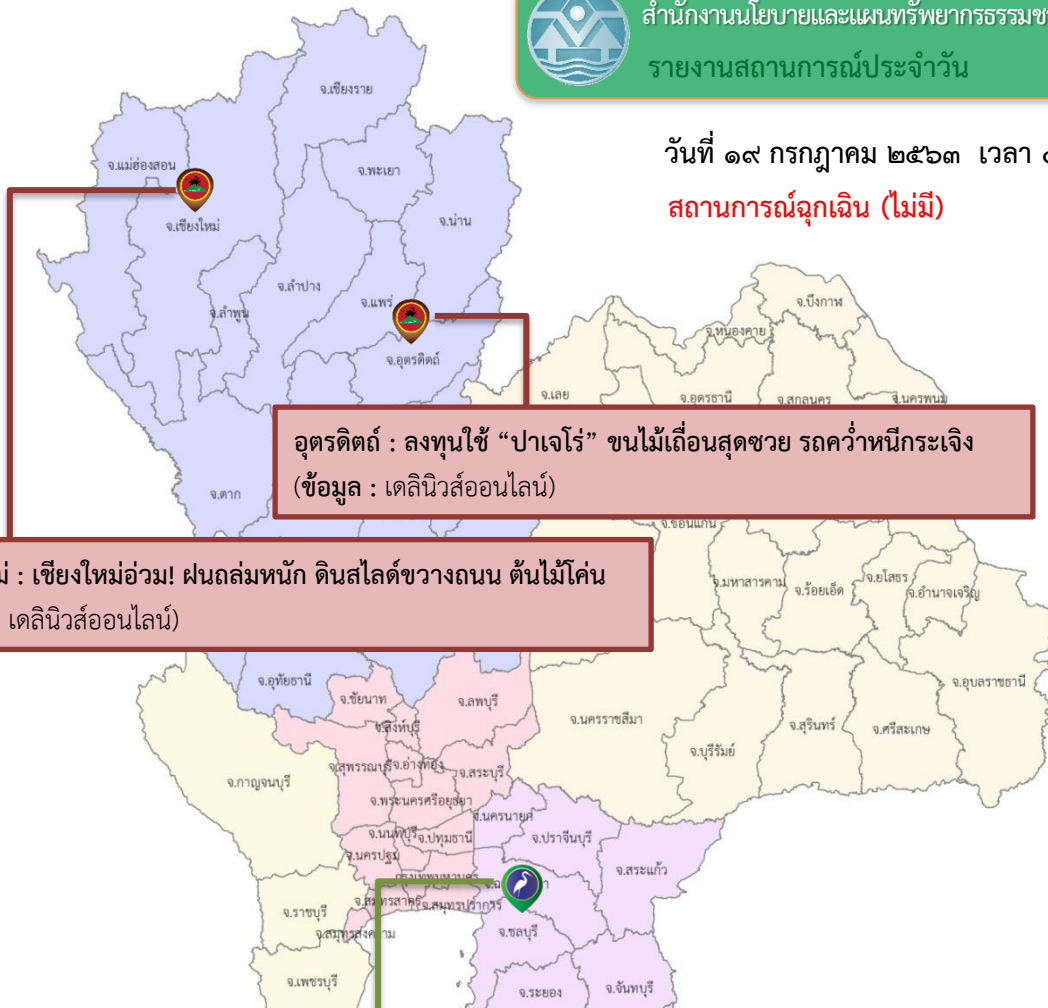 สำนักงานนโยบายและแผนทรัพยากรธรรมช
รายงานสถานการณ์ประจำวัน
วันที่ ๑๙ กรกฎาคม ๒๕๖๓ เวลา
สถานการณ์ฉุกเฉิน (ไม่มี)
จ.เชียงราย
จ.แม่ฮ่องสอน
จ.พะเยา
จ.เชียงใหม่
จ.น่าน
จ.ลำปาง
จ.แพร่
จ.ลำพูน
จ.อุตรดิตถ์
จ.บึงกาฬ
จ.หนองคาย
จ.เลย
จ.อุดรธานี
จ.สกลนคร
จ.นครพนม
อุตรดิตถ์ : ลงทุนใช้ “ปาเจโร่” ขนไม้เถื่อนสุดซวย รถคว่ำหนีกระเจิง
(ข้อมูล : เดลินิวส์ออนไลน์)
จ.ตาก
จ.ขอนแก่น
ม่ : เชียงใหม่อ่วม! ฝนถล่มหนัก ดินสไลด์ขวางถนน ต้นไม้โค่น
เดลินิวส์ออนไลน์)
จ.มหาสารคาม
จ.ร้อยเอ็ด
จ.ยโสธร
จ.อำนาจเจริญ
จ.อุทัยธานี
จ.ชัยนาท
จ.ลพบุรี
จ.อุบลราชธานี
จ.สิงห์บุรี
จ.นครราชสีมา
จ.บุรีรัมย์
จ.สุรินทร์
จ.ศรีสะเกษ
จ.กาญจนบุรี
จ.สุพรรณบุรี
จ.อ่างทอง
จ.สระบุรี
จ.พระนครศรีอยุธยา
จ.นครนายก
จ.นนทบุรี
จ.ปทุมธานี
จ.ปราจีนบุรี
จ.นครปฐม
กรุงเทพมหานคร
จ.สระแก้ว
จ.สมุทรสาคร
จ.สมุทรปราการ
จ.ราชบุรี
จ.สมุทรสงคราม
จ.ชลบุรี
จ.เพชรบุรี
จ.ระยอง
จ.จันทบุรี